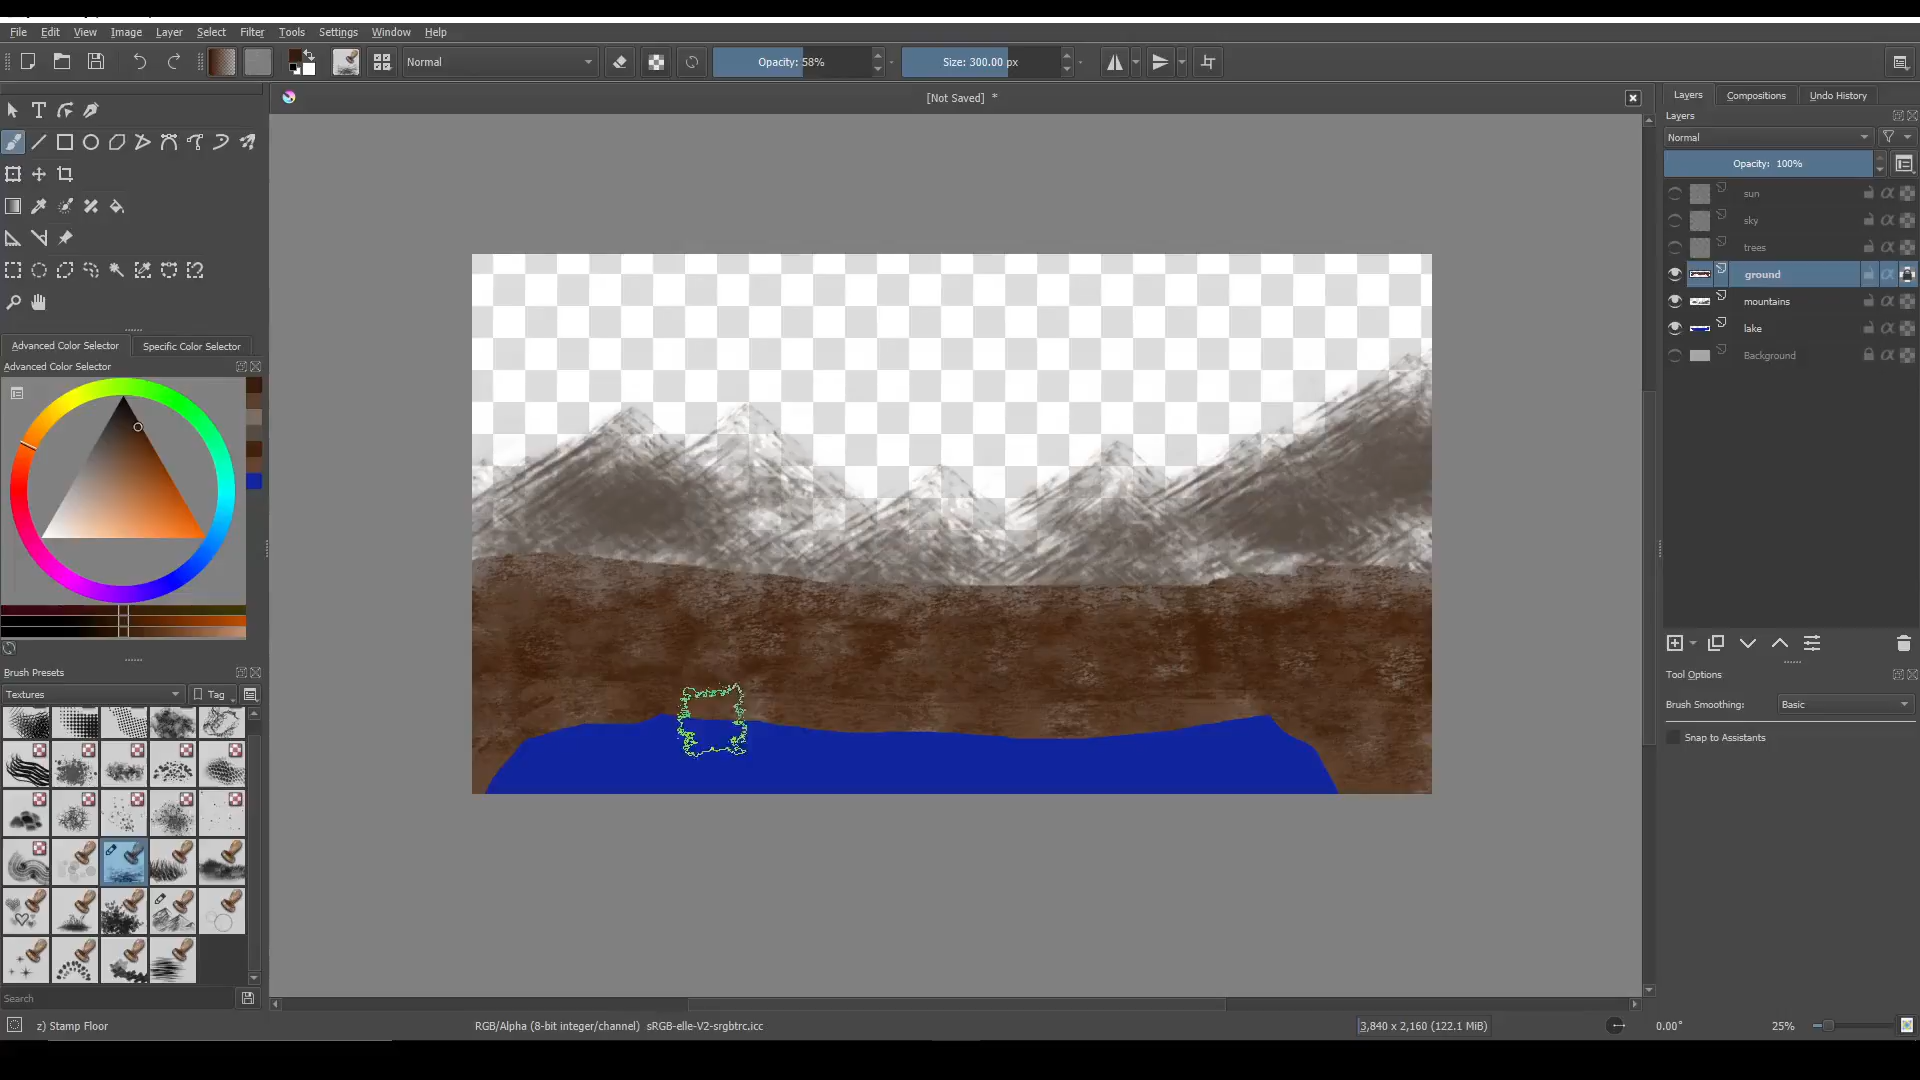 File Edit View Image Layer Select Filter Tools Settings Window Help
Normal
Opacity: 58%
Size: 300.00 px
[Not Saved] *
Layers Compositions Undo History
Layers
Normal
Opacity: 100%
sun
sky
trees
ground
mountains
lake
Background
Advanced Color Selector Specific Color Selector
Advanced Color Selector
Brush Presets
Textures
Tag
Tool Options
Brush Smoothing: Basic
Snap to Assistants
Search
z) Stamp Floor
RGB/Alpha (8-bit integer/channel) sRGB-elle-V2-srgbtrc.icc
3,840 x 2,160 (122.1 MiB)
0.00°
25%